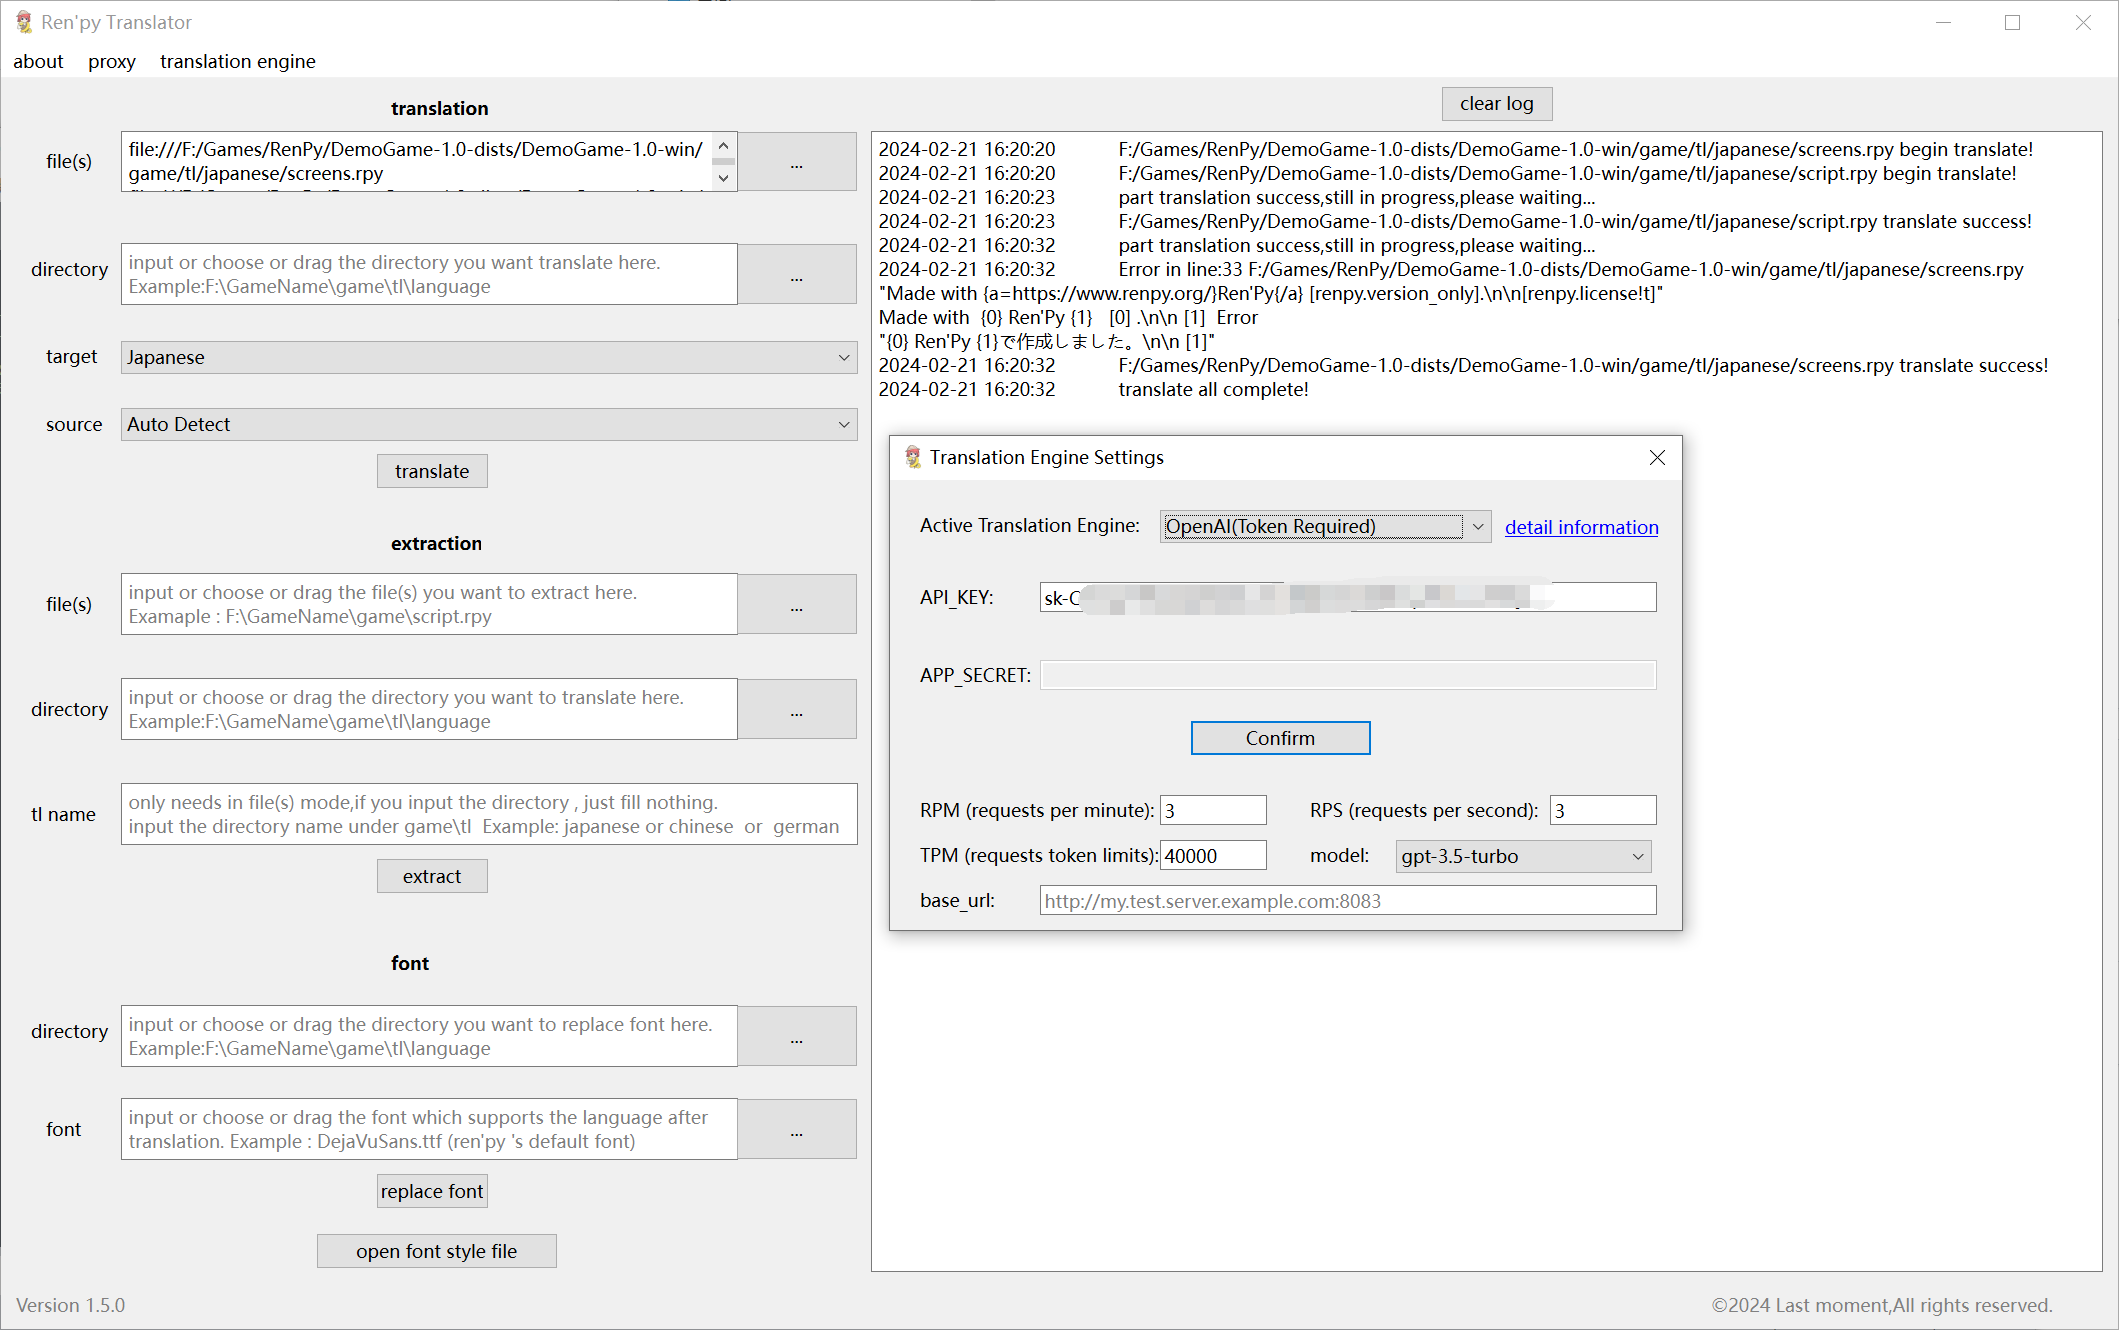 Ren'py Translator
about
proxy
translation engine
translation
file(s)
file:///F:/Games/RenPy/DemoGame-1.0-dists/DemoGame-1.0-win/
game/tl/japanese/screens.rpy
...
directory
input or choose or drag the directory you want translate here.
Example:F:\GameName\game\tl\language
...
target
Japanese
source
Auto Detect
translate
extraction
file(s)
input or choose or drag the file(s) you want to extract here.
Examaple : F:\GameName\game\script.rpy
...
directory
input or choose or drag the directory you want to translate here.
Example:F:\GameName\game\tl\language
...
tl name
only needs in file(s) mode,if you input the directory , just fill nothing.
input the directory name under game\tl  Example: japanese or chinese  or  german
extract
font
directory
input or choose or drag the directory you want to replace font here.
Example:F:\GameName\game\tl\language
...
font
input or choose or drag the font which supports the language after
translation. Example : DejaVuSans.ttf (ren'py 's default font)
...
replace font
open font style file
Version 1.5.0
clear log
2024-02-21 16:20:20 F:/Games/RenPy/DemoGame-1.0-dists/DemoGame-1.0-win/game/tl/japanese/screens.rpy begin translate!
2024-02-21 16:20:20 F:/Games/RenPy/DemoGame-1.0-dists/DemoGame-1.0-win/game/tl/japanese/script.rpy begin translate!
2024-02-21 16:20:23 part translation success,still in progress,please waiting...
2024-02-21 16:20:23 F:/Games/RenPy/DemoGame-1.0-dists/DemoGame-1.0-win/game/tl/japanese/script.rpy translate success!
2024-02-21 16:20:32 part translation success,still in progress,please waiting...
2024-02-21 16:20:32 Error in line:33 F:/Games/RenPy/DemoGame-1.0-dists/DemoGame-1.0-win/game/tl/japanese/screens.rpy
"Made with {a=https://www.renpy.org/}Ren'Py{/a} [renpy.version_only].\n\n[renpy.license!t]"
Made with  {0} Ren'Py {1}   [0] .\n\n [1]  Error
"{0} Ren'Py {1}で作成しました。\n\n [1]"
2024-02-21 16:20:32 F:/Games/RenPy/DemoGame-1.0-dists/DemoGame-1.0-win/game/tl/japanese/screens.rpy translate success!
2024-02-21 16:20:32 translate all complete!
Translation Engine Settings
Active Translation Engine:
OpenAI(Token Required)
detail information
API_KEY:
sk-
APP_SECRET:
Confirm
RPM (requests per minute):
3
RPS (requests per second):
3
TPM (requests token limits):
40000
model:
gpt-3.5-turbo
base_url:
http://my.test.server.example.com:8083
©2024 Last moment,All rights reserved.